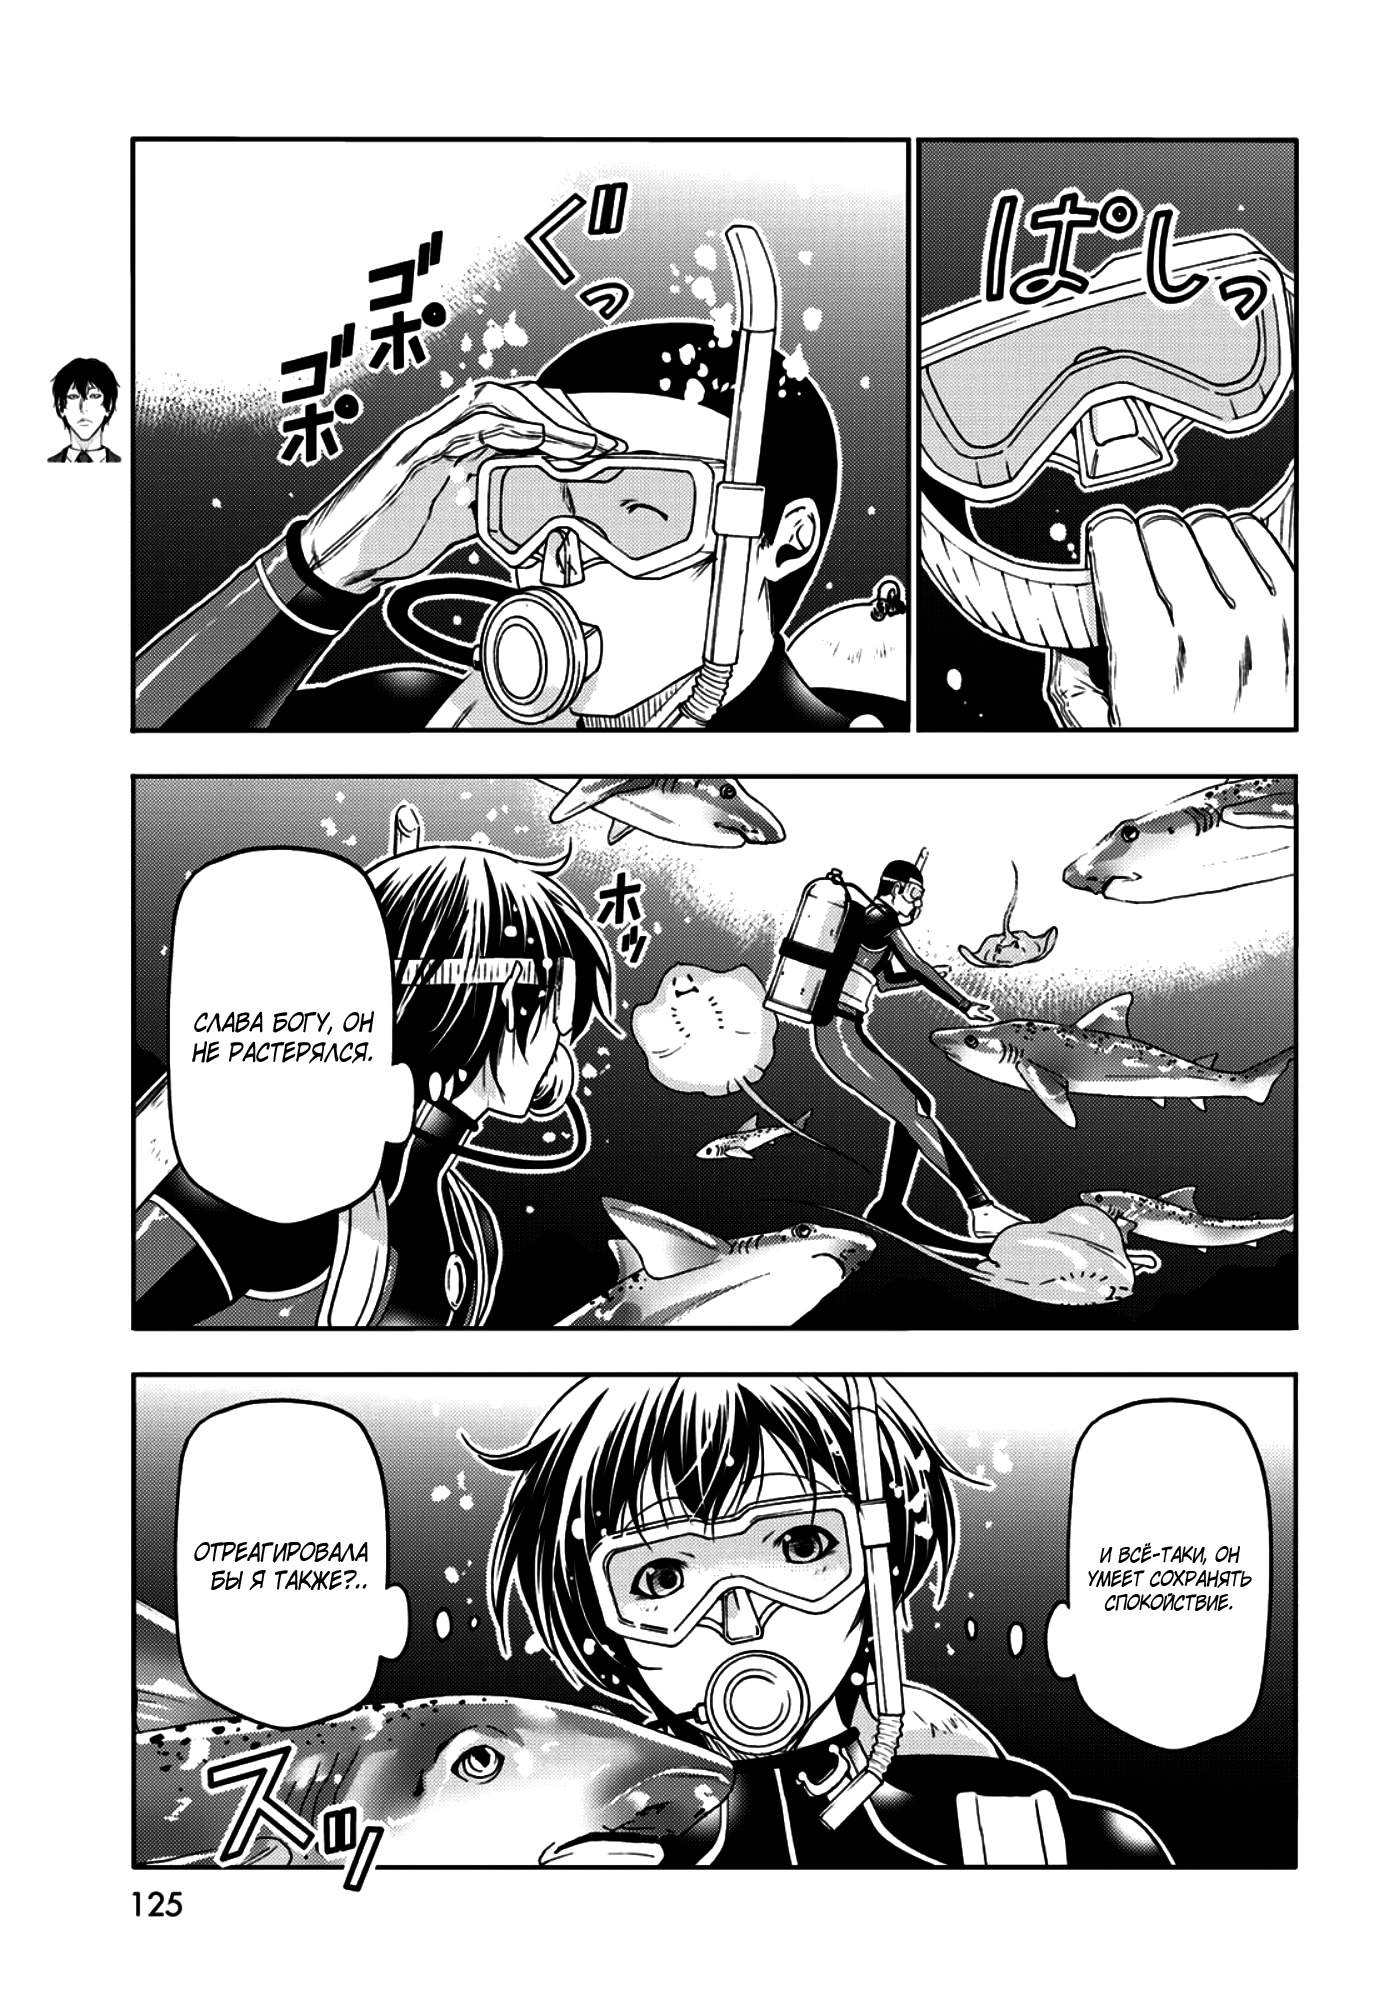 ぱしっ
ぐっ
ゴポ
ゴポ
ホッ
СЛАВА БОГУ, ОН
НЕ РАСТЕРЯЛСЯ.
И ВСЁ-ТАКИ, ОН
УМЕЕТ СОХРАНЯТЬ
СПОКОЙСТВИЕ.
ОТРЕАГИРОВАЛА
БЫ Я ТАКЖЕ?..
スッ
125